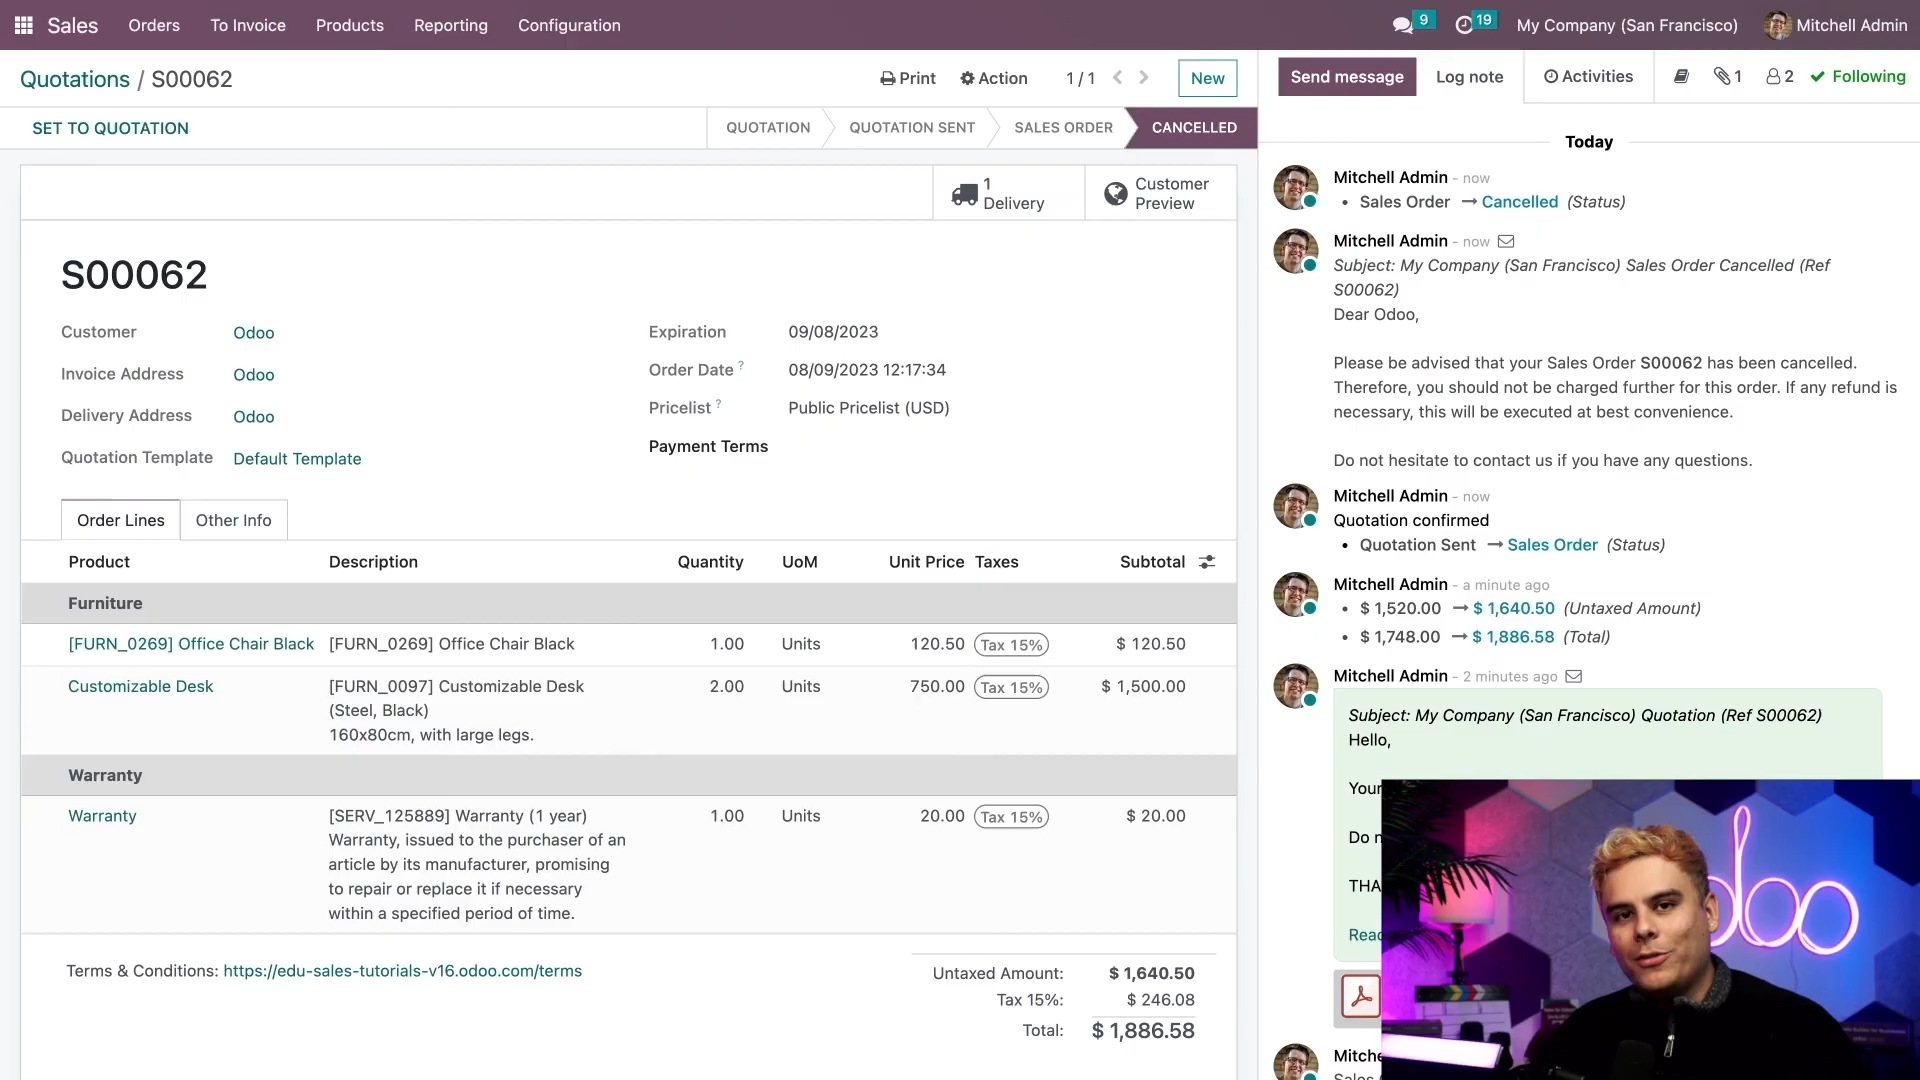 Sales Orders To Invoice Products Reporting Configuration 9 19 My Company (San Francisco) Mitchell Admin
Quotations / S00062 Print Action 1 / 1 New
SET TO QUOTATION QUOTATION QUOTATION SENT SALES ORDER CANCELLED
1 Delivery
Customer Preview
S00062
Customer Odoo
Invoice Address Odoo
Delivery Address Odoo
Quotation Template Default Template
Expiration 09/08/2023
Order Date ? 08/09/2023 12:17:34
Pricelist ? Public Pricelist (USD)
Payment Terms
Order Lines Other Info
Product Description Quantity UoM Unit Price Taxes Subtotal
Furniture
[FURN_0269] Office Chair Black [FURN_0269] Office Chair Black 1.00 Units 120.50 Tax 15% $ 120.50
Customizable Desk [FURN_0097] Customizable Desk 2.00 Units 750.00 Tax 15% $ 1,500.00
(Steel, Black)
160x80cm, with large legs.
Warranty
Warranty [SERV_125889] Warranty (1 year) 1.00 Units 20.00 Tax 15% $ 20.00
Warranty, issued to the purchaser of an
article by its manufacturer, promising
to repair or replace it if necessary
within a specified period of time.
Terms & Conditions: https://edu-sales-tutorials-v16.odoo.com/terms
Untaxed Amount: $ 1,640.50
Tax 15%: $ 246.08
Total: $ 1,886.58
Send message Log note Activities 1 2 Following
Today
Mitchell Admin - now
• Sales Order → Cancelled (Status)
Mitchell Admin - now
Subject: My Company (San Francisco) Sales Order Cancelled (Ref
S00062)
Dear Odoo,
Please be advised that your Sales Order S00062 has been cancelled.
Therefore, you should not be charged further for this order. If any refund is
necessary, this will be executed at best convenience.
Do not hesitate to contact us if you have any questions.
Mitchell Admin - now
Quotation confirmed
• Quotation Sent → Sales Order (Status)
Mitchell Admin - a minute ago
• $ 1,520.00 → $ 1,640.50 (Untaxed Amount)
• $ 1,748.00 → $ 1,886.58 (Total)
Mitchell Admin - 2 minutes ago
Subject: My Company (San Francisco) Quotation (Ref S00062)
Hello,
Your
Do n
THA
Reac
Mitche
odoo